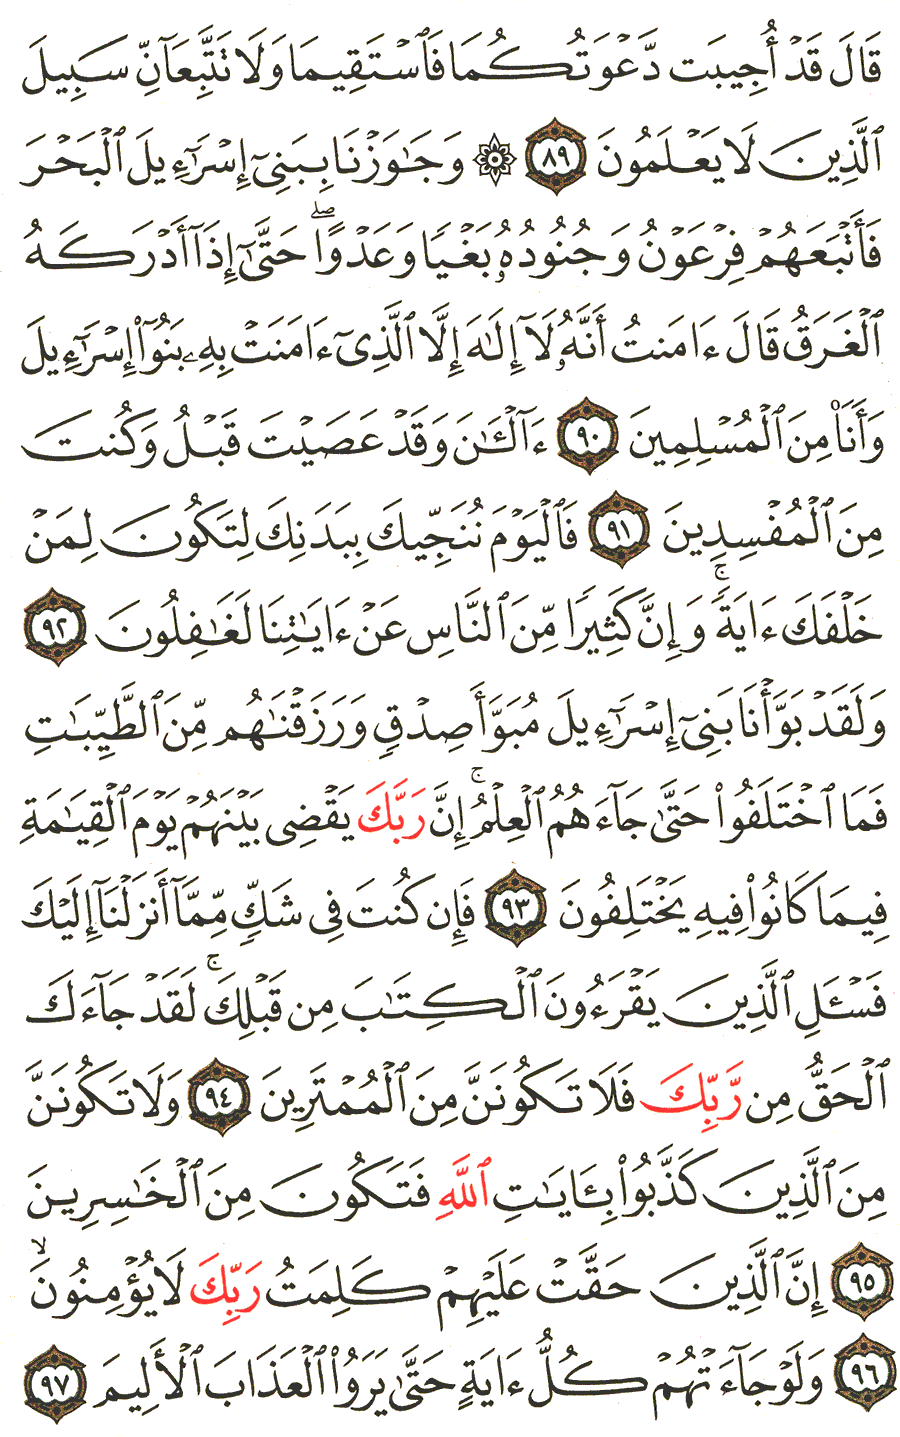 قَالَ قَدْ أُجِيبَت دَّعْوَتُكُمَا فَٱسْتَقِيمَا وَلَا تَتَّبِعَآنِّ سَبِيلَ
ٱلَّذِينَ لَا يَعْلَمُونَ ٨٩ ۞ وَجَٰوَزْنَا بِبَنِىٓ إِسْرَٰٓءِيلَ ٱلْبَحْرَ
فَأَتْبَعَهُمْ فِرْعَوْنُ وَجُنُودُهُۥ بَغْيًا وَعَدْوًاۖ حَتَّىٰٓ إِذَآ أَدْرَكَهُ
ٱلْغَرَقُ قَالَ ءَامَنتُ أَنَّهُۥ لَآ إِلَٰهَ إِلَّا ٱلَّذِىٓ ءَامَنَتْ بِهِۦ بَنُوٓا۟ إِسْرَٰٓءِيلَ
وَأَنَا۠ مِنَ ٱلْمُسْلِمِينَ ٩٠ ءَآلْـَٰٔنَ وَقَدْ عَصَيْتَ قَبْلُ وَكُنتَ
مِنَ ٱلْمُفْسِدِينَ ٩١ فَٱلْيَوْمَ نُنَجِّيكَ بِبَدَنِكَ لِتَكُونَ لِمَنْ
خَلْفَكَ ءَايَةًۚ وَإِنَّ كَثِيرًا مِّنَ ٱلنَّاسِ عَنْ ءَايَٰتِنَا لَغَٰفِلُونَ ٩٢
وَلَقَدْ بَوَّأْنَا بَنِىٓ إِسْرَٰٓءِيلَ مُبَوَّأَ صِدْقٍ وَرَزَقْنَٰهُم مِّنَ ٱلطَّيِّبَٰتِ
فَمَا ٱخْتَلَفُوا۟ حَتَّىٰ جَآءَهُمُ ٱلْعِلْمُۚ إِنَّ رَبَّكَ يَقْضِى بَيْنَهُمْ يَوْمَ ٱلْقِيَٰمَةِ
فِيمَا كَانُوا۟ فِيهِ يَخْتَلِفُونَ ٩٣ فَإِن كُنتَ فِى شَكٍّ مِّمَّآ أَنزَلْنَآ إِلَيْكَ
فَسْـَٔلِ ٱلَّذِينَ يَقْرَءُونَ ٱلْكِتَٰبَ مِن قَبْلِكَۚ لَقَدْ جَآءَكَ
ٱلْحَقُّ مِن رَّبِّكَ فَلَا تَكُونَنَّ مِنَ ٱلْمُمْتَرِينَ ٩٤ وَلَا تَكُونَنَّ
مِنَ ٱلَّذِينَ كَذَّبُوا۟ بِـَٔايَٰتِ ٱللَّهِ فَتَكُونَ مِنَ ٱلْخَٰسِرِينَ
٩٥ إِنَّ ٱلَّذِينَ حَقَّتْ عَلَيْهِمْ كَلِمَتُ رَبِّكَ لَا يُؤْمِنُونَۙ
٩٦ وَلَوْ جَآءَتْهُمْ كُلُّ ءَايَةٍ حَتَّىٰ يَرَوُا۟ ٱلْعَذَابَ ٱلْأَلِيمَ ٩٧